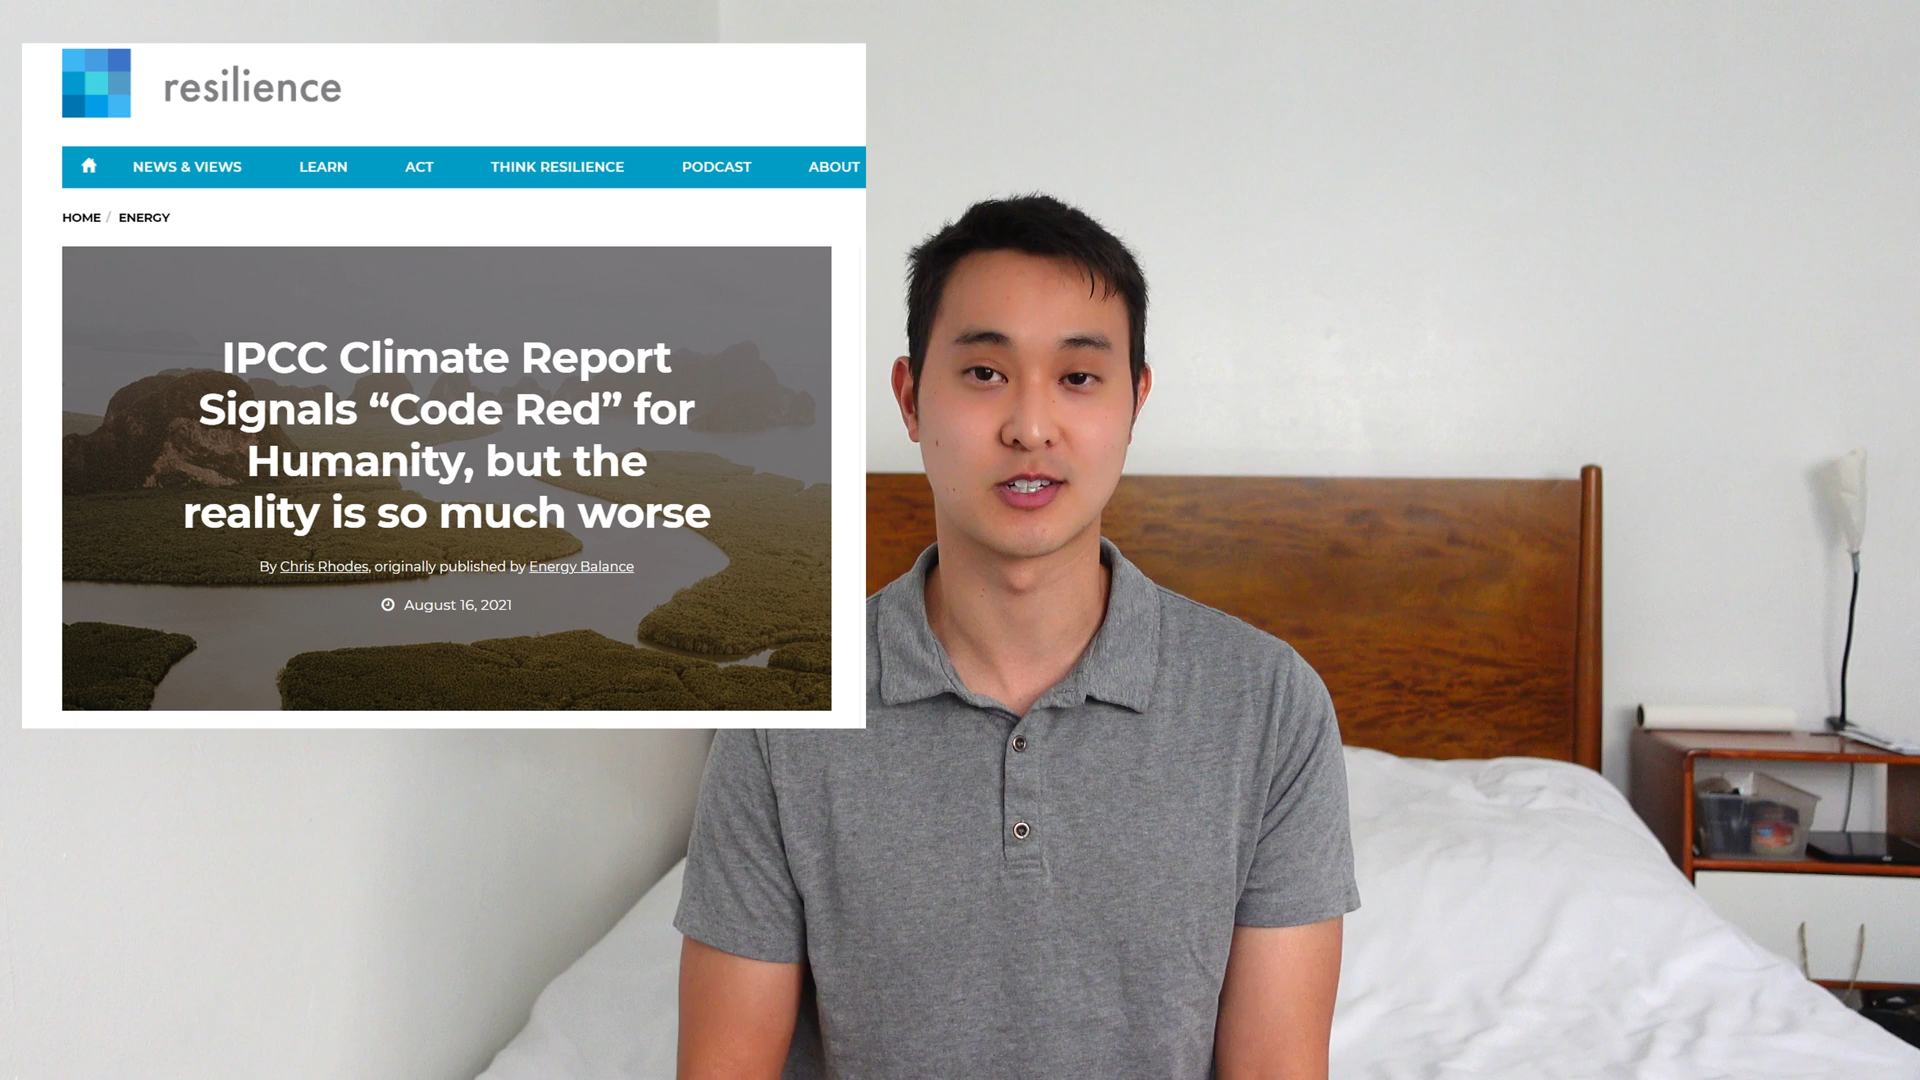 resilience
NEWS & VIEWS LEARN ACT THINK RESILIENCE PODCAST ABOUT
HOME / ENERGY
IPCC Climate Report
Signals “Code Red” for
Humanity, but the
reality is so much worse
By Chris Rhodes, originally published by Energy Balance
August 16, 2021